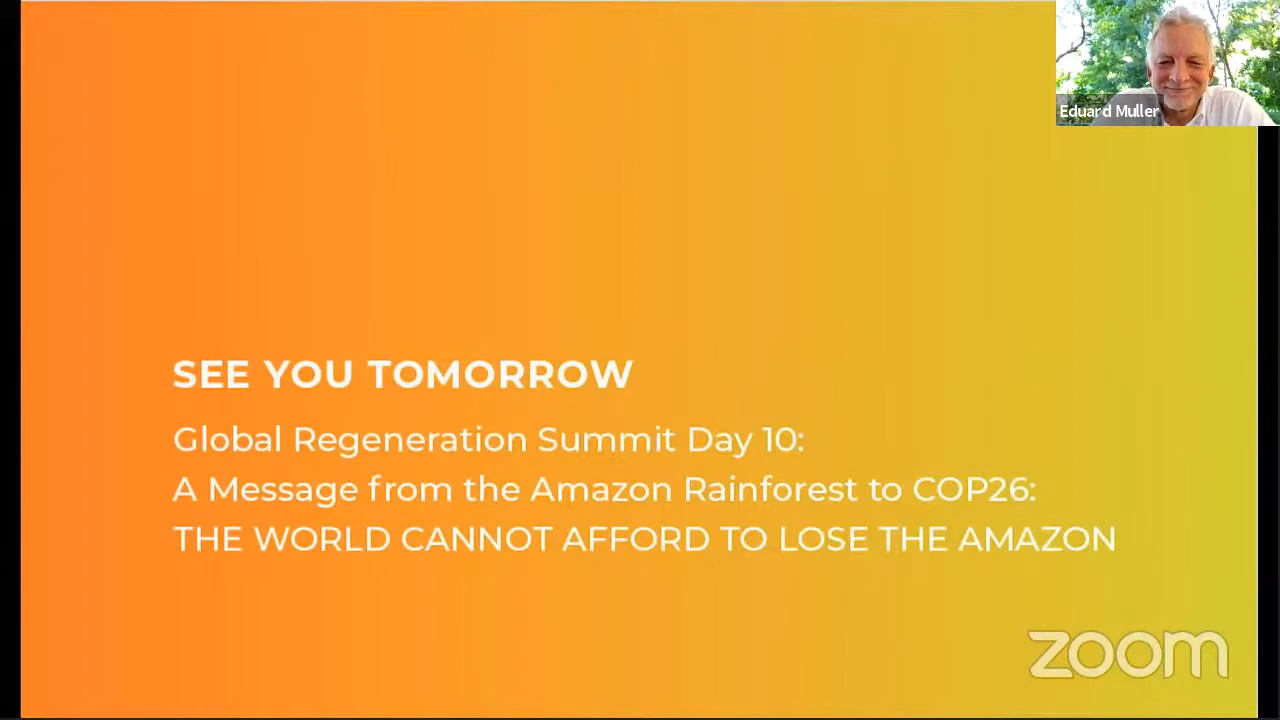 Eduard Muller
SEE YOU TOMORROW
Global Regeneration Summit Day 10:
A Message from the Amazon Rainforest to COP26:
THE WORLD CANNOT AFFORD TO LOSE THE AMAZON
zoom